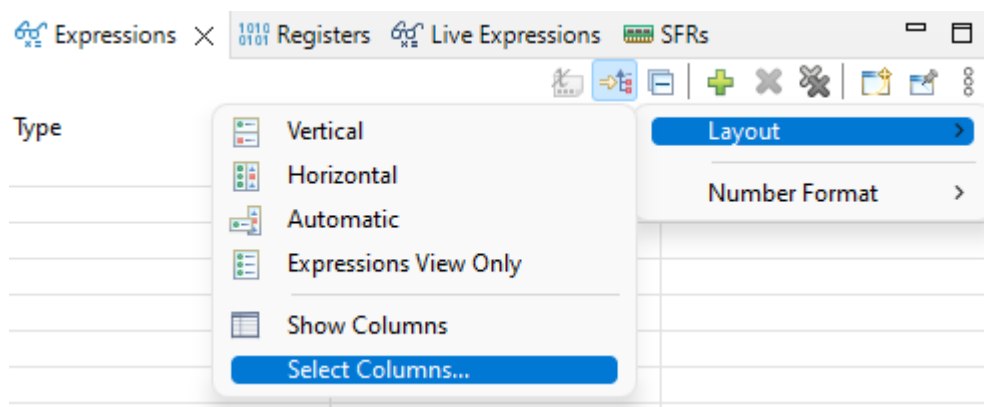 Expressions Registers Live Expressions SFRs
Type
Vertical
Horizontal
Automatic
Expressions View Only
Show Columns
Select Columns...
Layout
Number Format